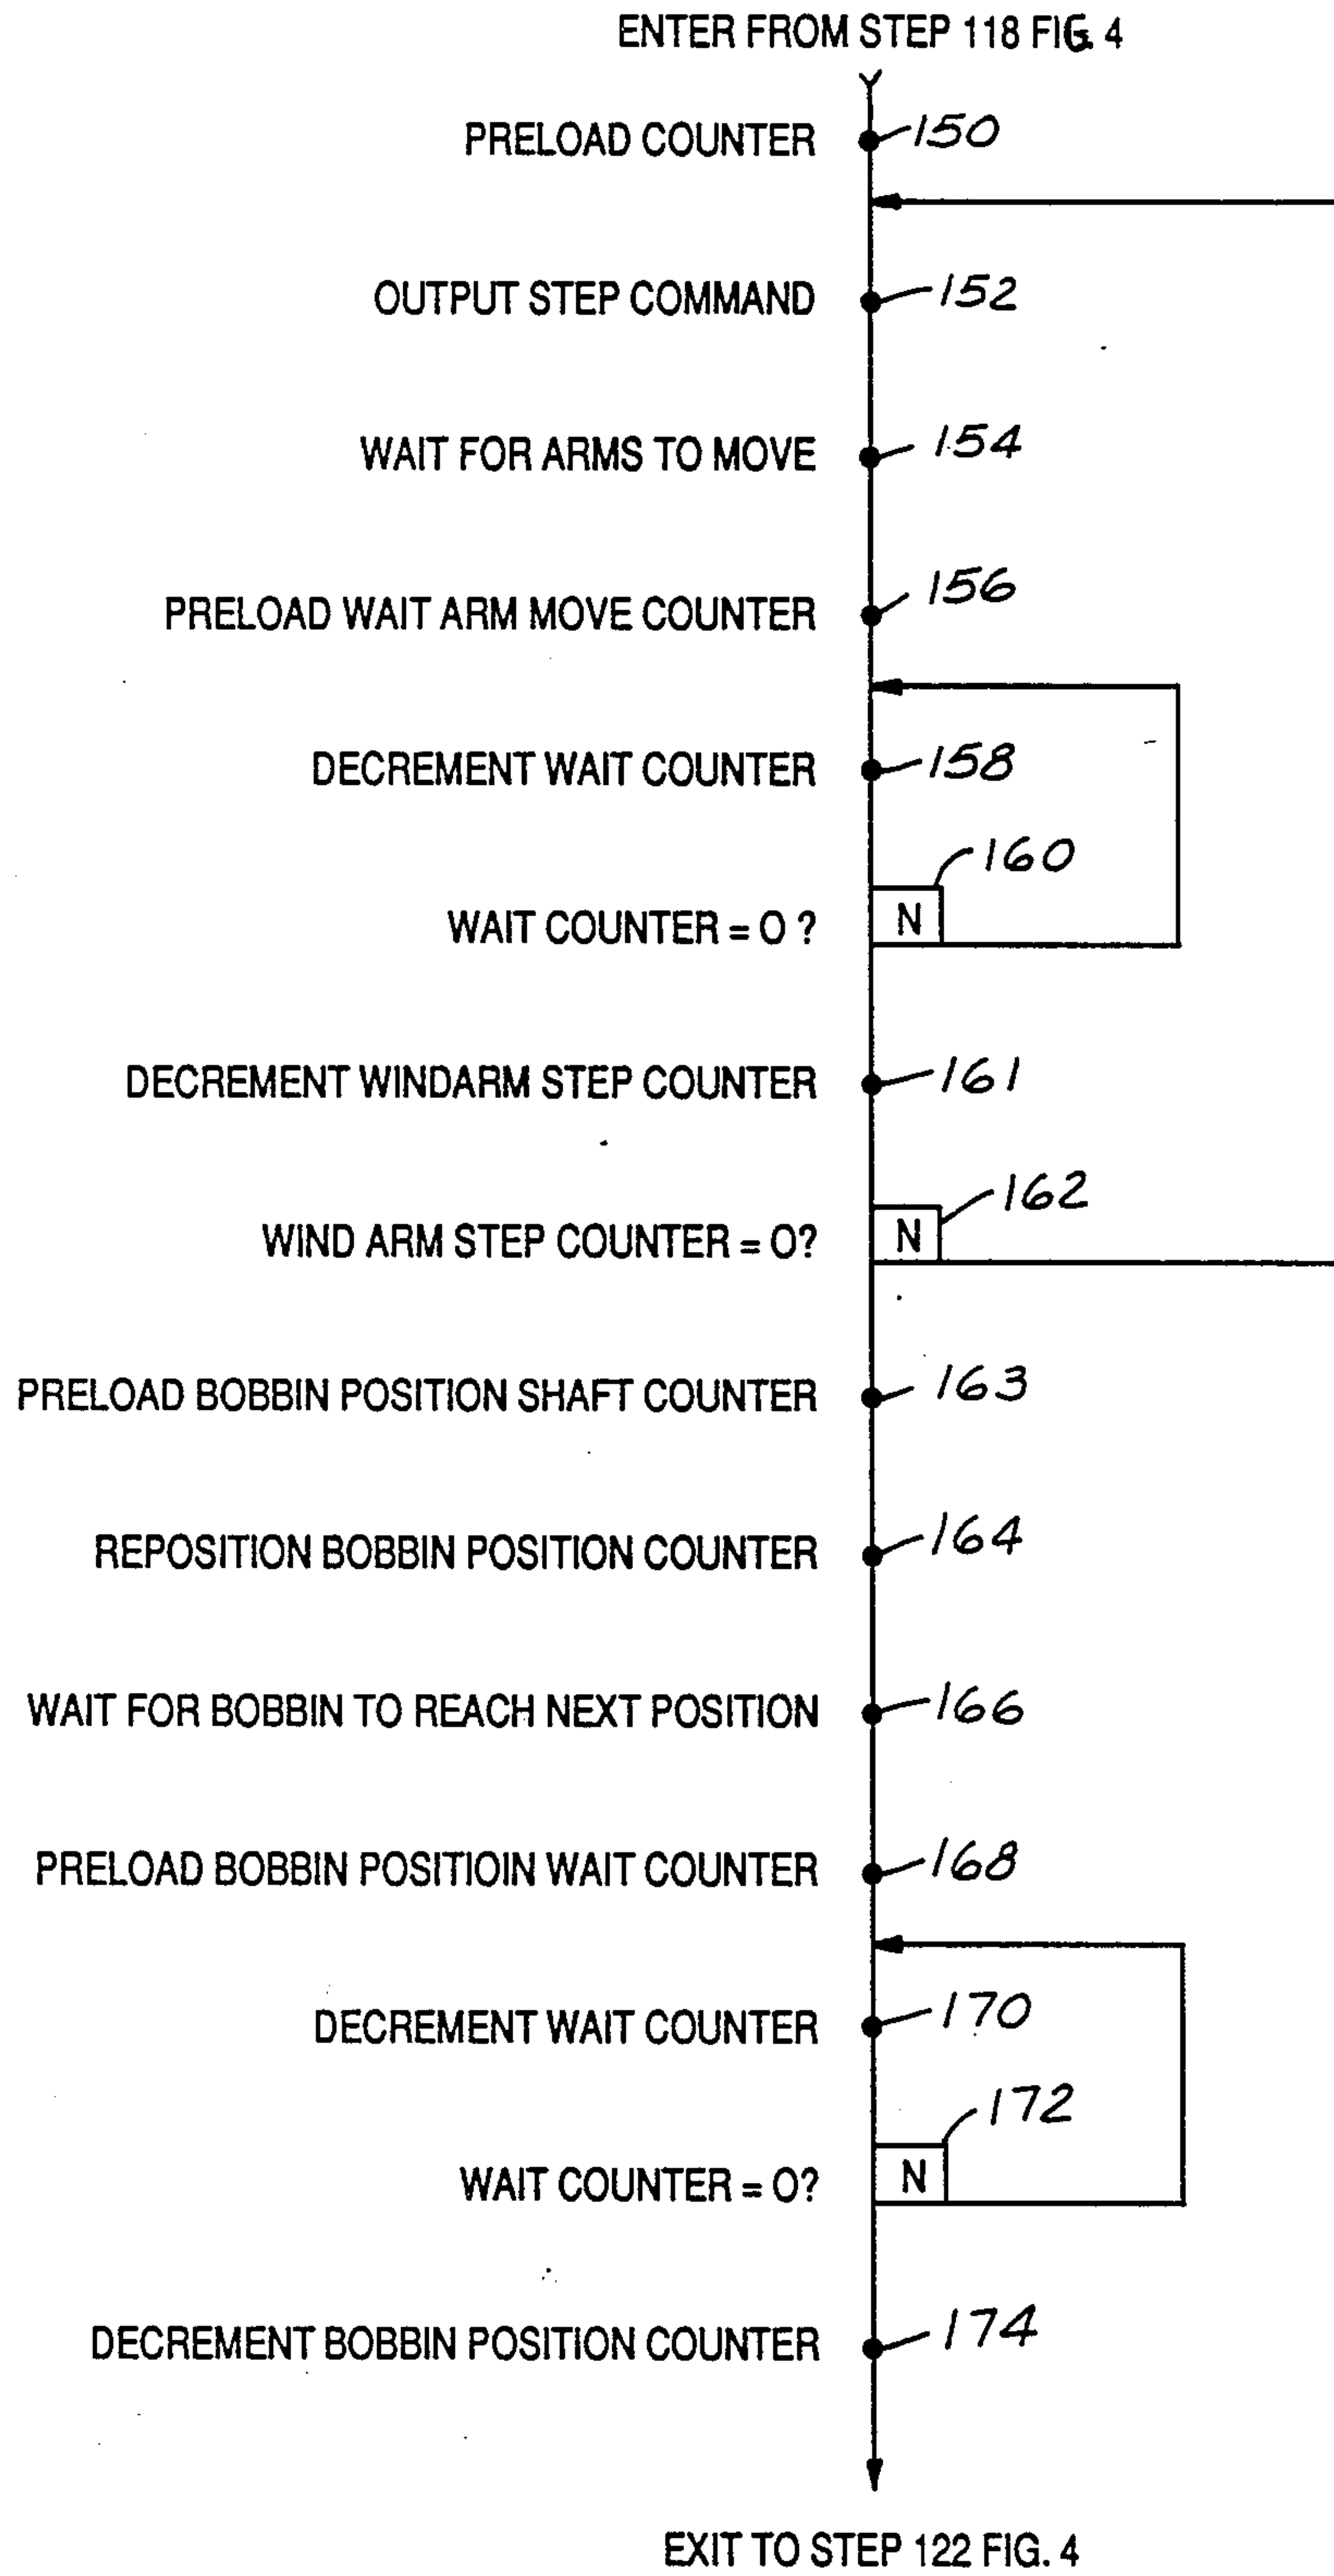 ENTER FROM STEP 118 FIG. 4
PRELOAD COUNTER 150
OUTPUT STEP COMMAND 152
WAIT FOR ARMS TO MOVE 154
PRELOAD WAIT ARM MOVE COUNTER 156
DECREMENT WAIT COUNTER 158
160
WAIT COUNTER = O ? N
DECREMENT WINDARM STEP COUNTER 161
162
WIND ARM STEP COUNTER = O? N
PRELOAD BOBBIN POSITION SHAFT COUNTER 163
REPOSITION BOBBIN POSITION COUNTER 164
WAIT FOR BOBBIN TO REACH NEXT POSITION 166
PRELOAD BOBBIN POSITIOIN WAIT COUNTER 168
DECREMENT WAIT COUNTER 170
172
WAIT COUNTER = O? N
DECREMENT BOBBIN POSITION COUNTER 174
EXIT TO STEP 122 FIG. 4